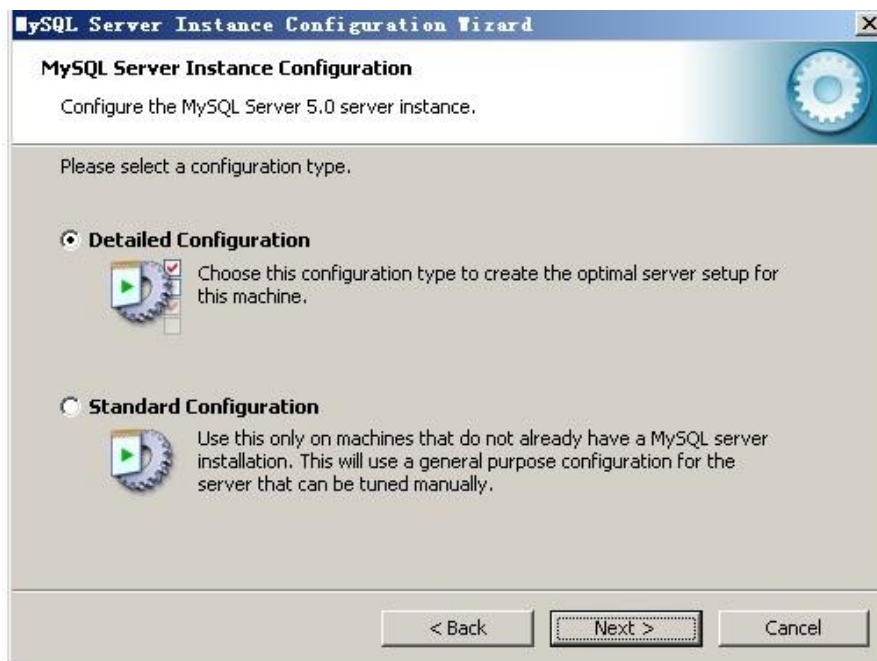 MySQL Server Instance Configuration Wizard
MySQL Server Instance Configuration
Configure the MySQL Server 5.0 server instance.
Please select a configuration type.
Detailed Configuration
Choose this configuration type to create the optimal server setup for
this machine.
Standard Configuration
Use this only on machines that do not already have a MySQL server
installation. This will use a general purpose configuration for the
server that can be tuned manually.
< Back
Next >
Cancel